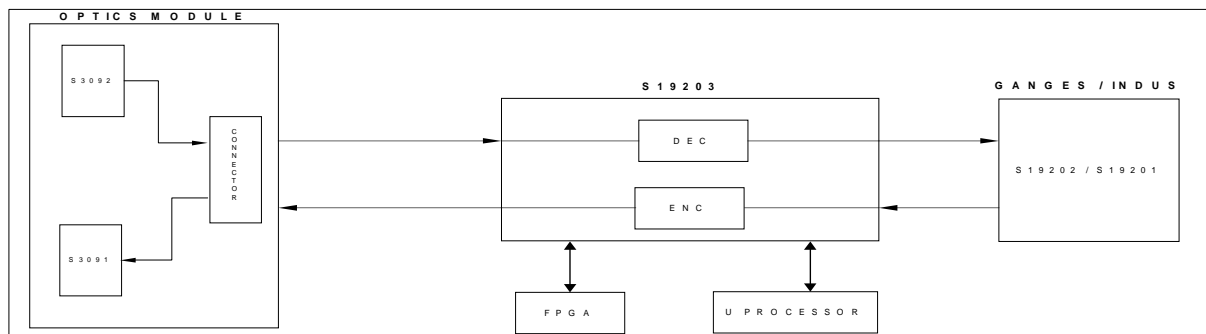 OPTICS MODULE
S3092
CONNECTOR
S3091
S19203
DEC
ENC
FPGA
U PROCESSOR
GANGES / INDUS
S19202 / S19201